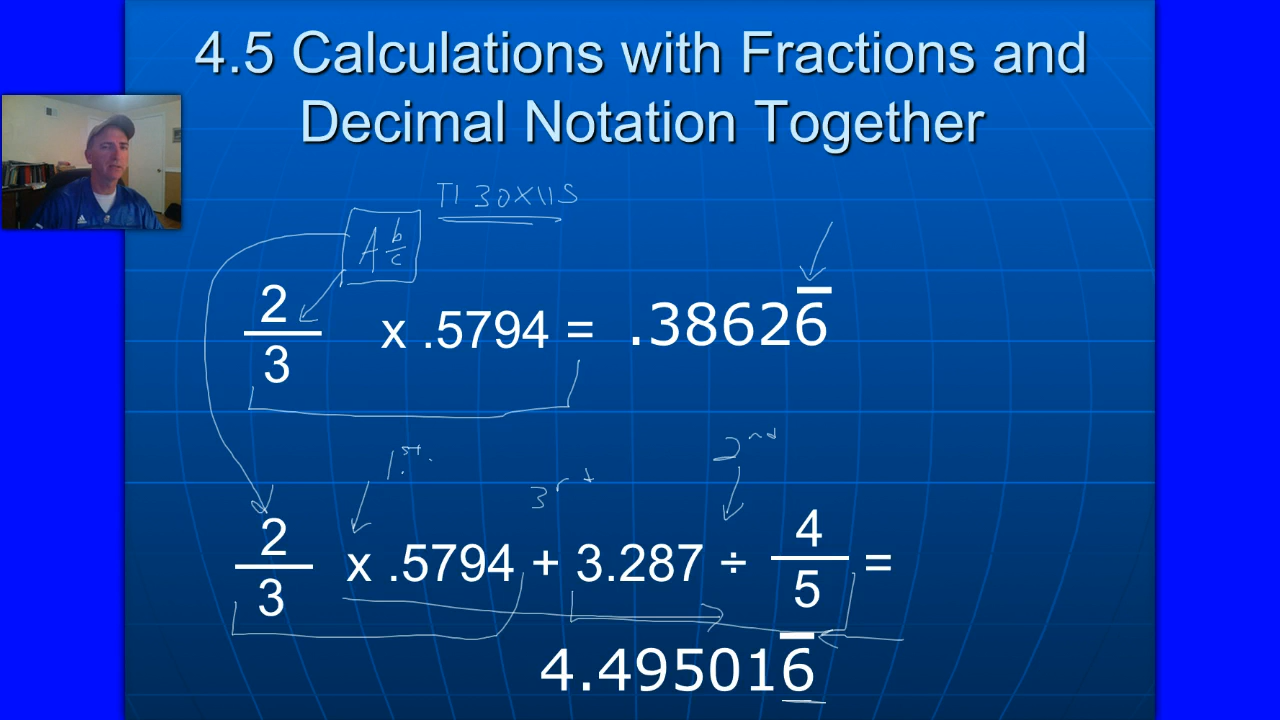 4.5 Calculations with Fractions and
Decimal Notation Together
TI 30XIIS
A b/c
2/3 x .5794 = .38626̅
1st.
2nd
3rd
2/3 x .5794 + 3.287 ÷ 4/5 =
4.495016̅